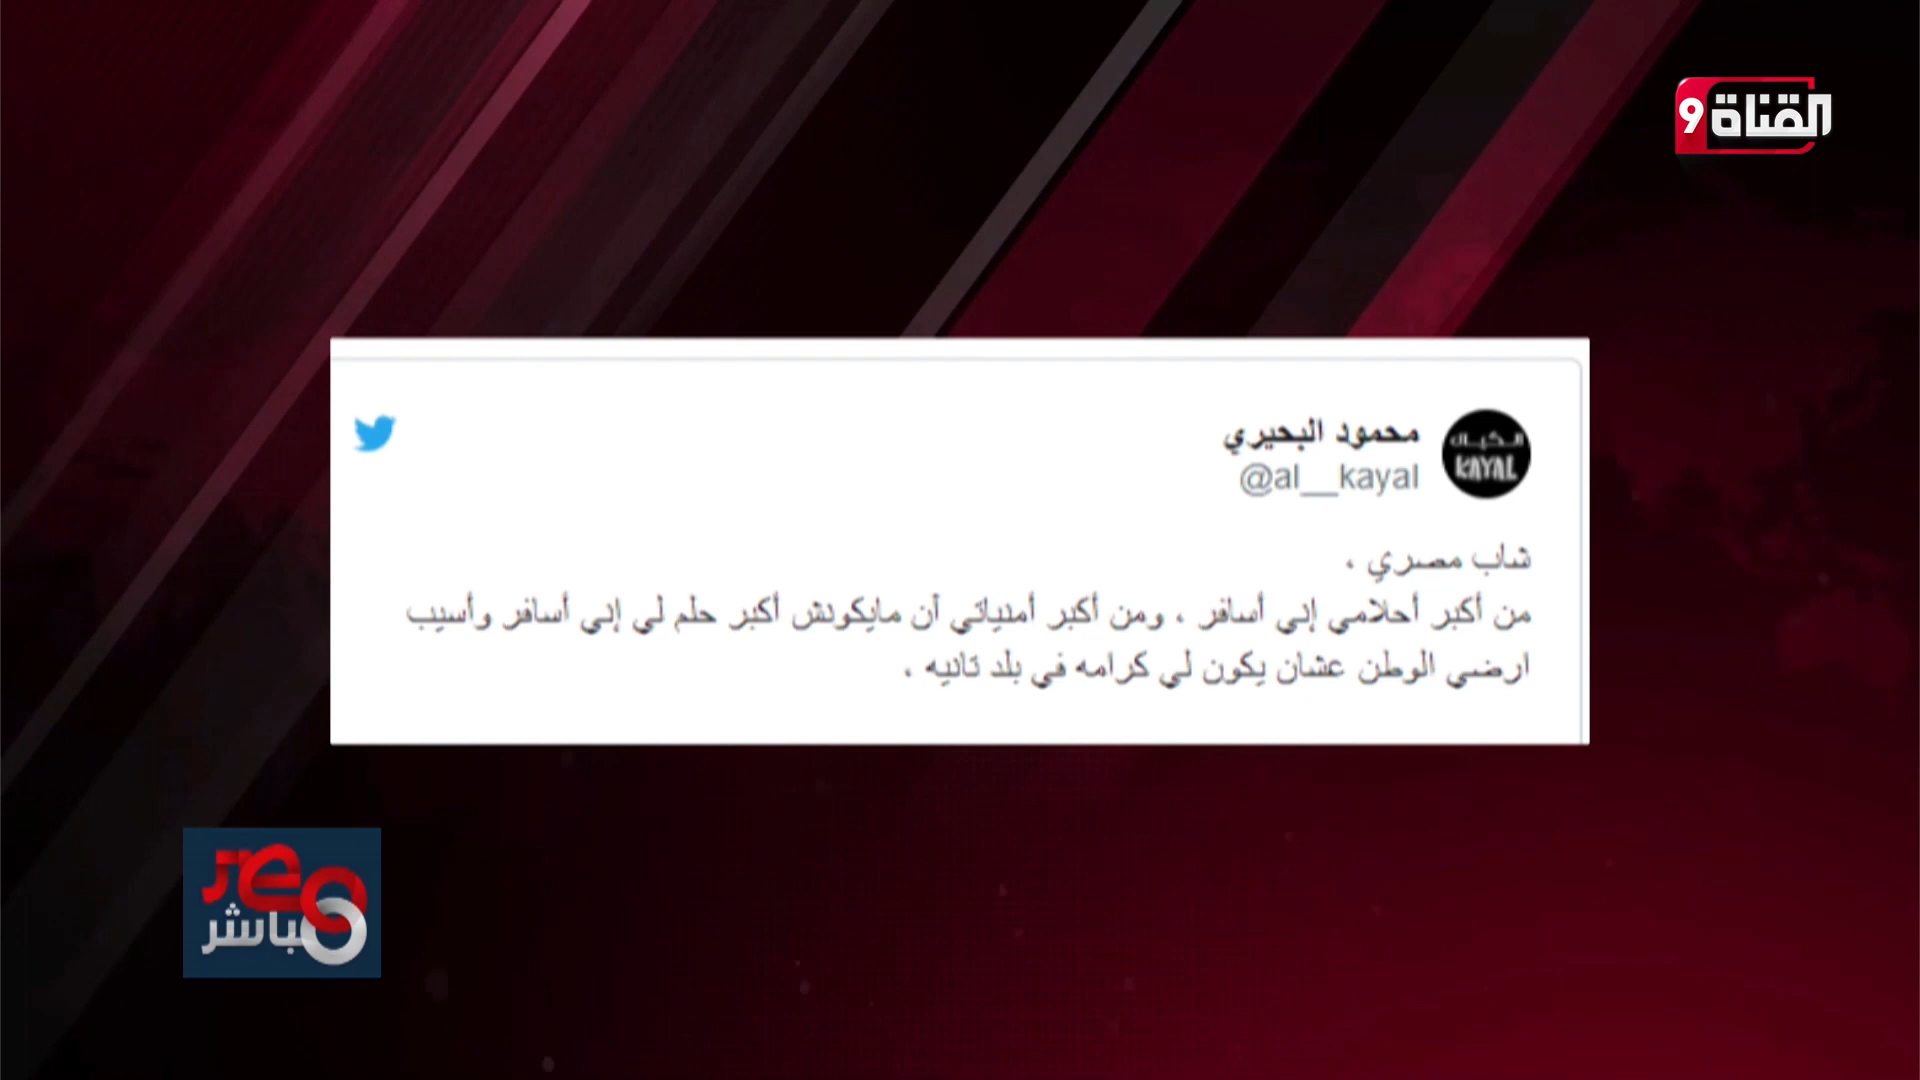 القناة 9
محمود البحيري
@al__kayal
الكيال
KAYAL
شاب مصري ،
من أكبر أحلامي إني أسافر ، ومن أكبر أمنياتي أن مايكونش أكبر حلم لي إني أسافر وأسيب
ارضي الوطن عشان يكون لي كرامه في بلد تانيه ،
مصر
مباشر